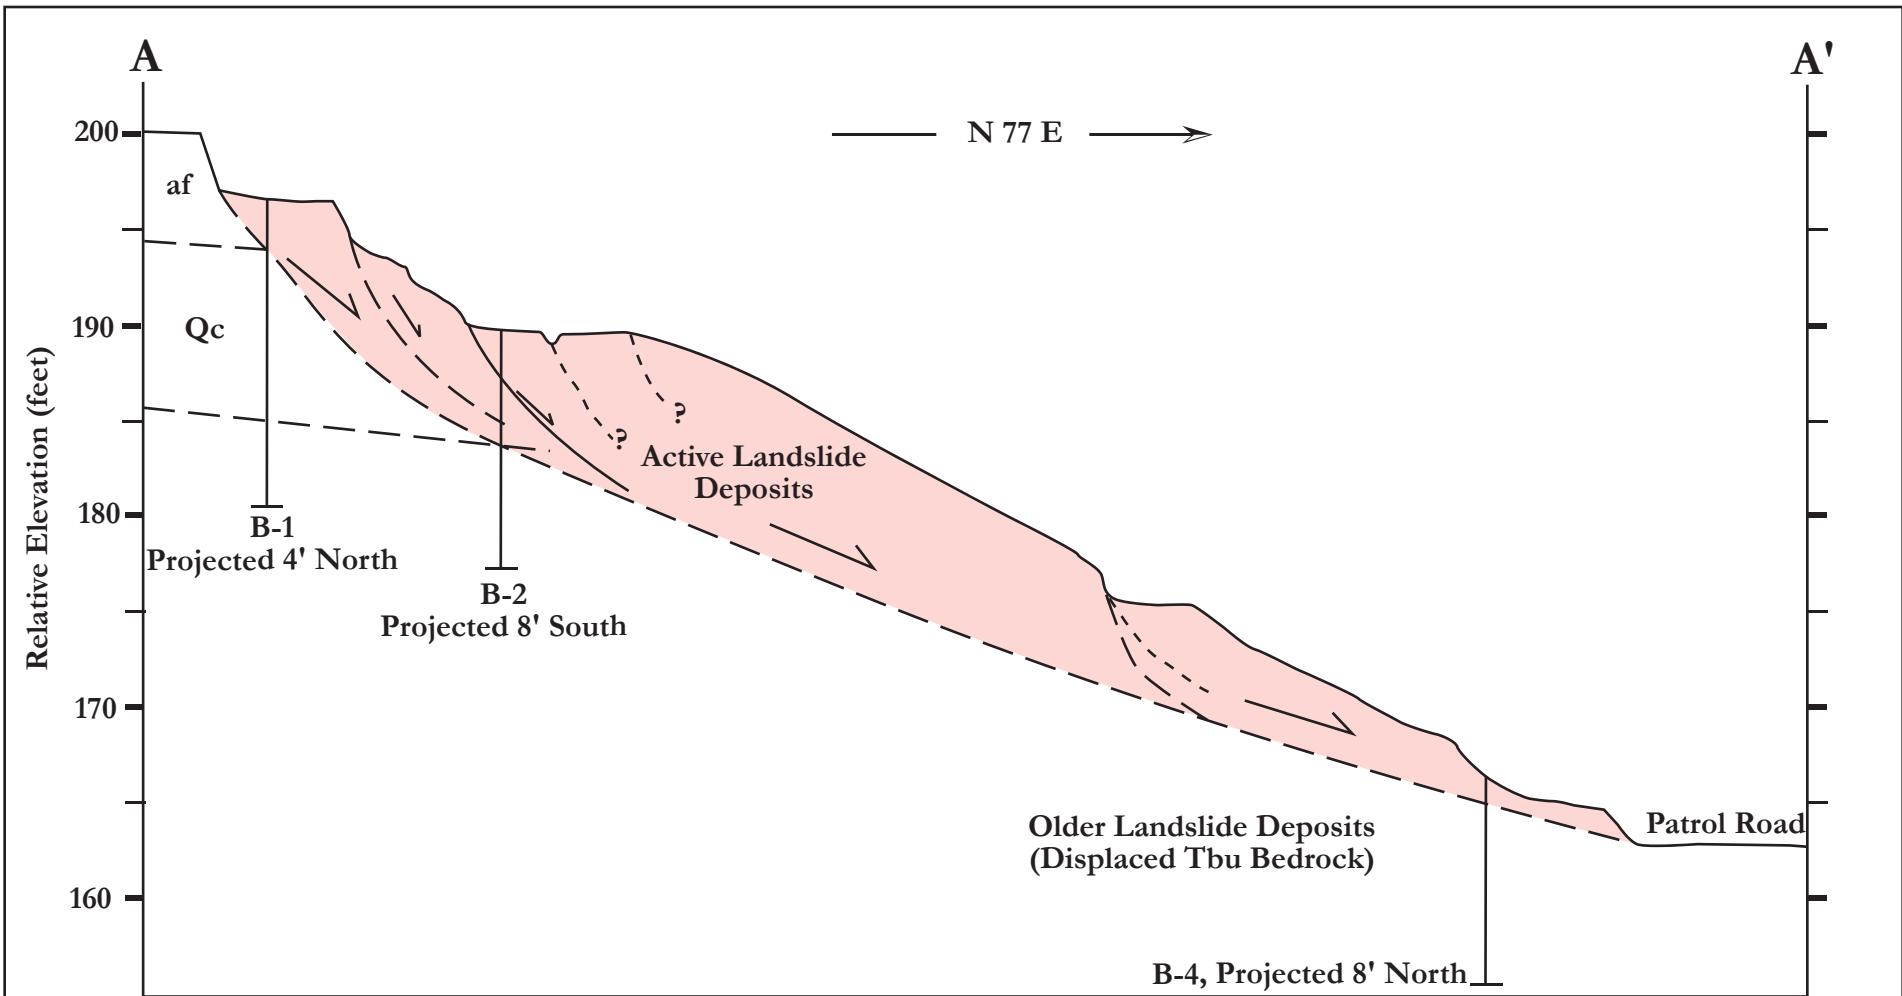 A
A'
200
N 77 E
af
190
Qc
?
?
Active Landslide
Deposits
180
B-1
Projected 4' North
B-2
Projected 8' South
Relative Elevation (feet)
170
Older Landslide Deposits
(Displaced Tbu Bedrock)
Patrol Road
160
B-4, Projected 8' North